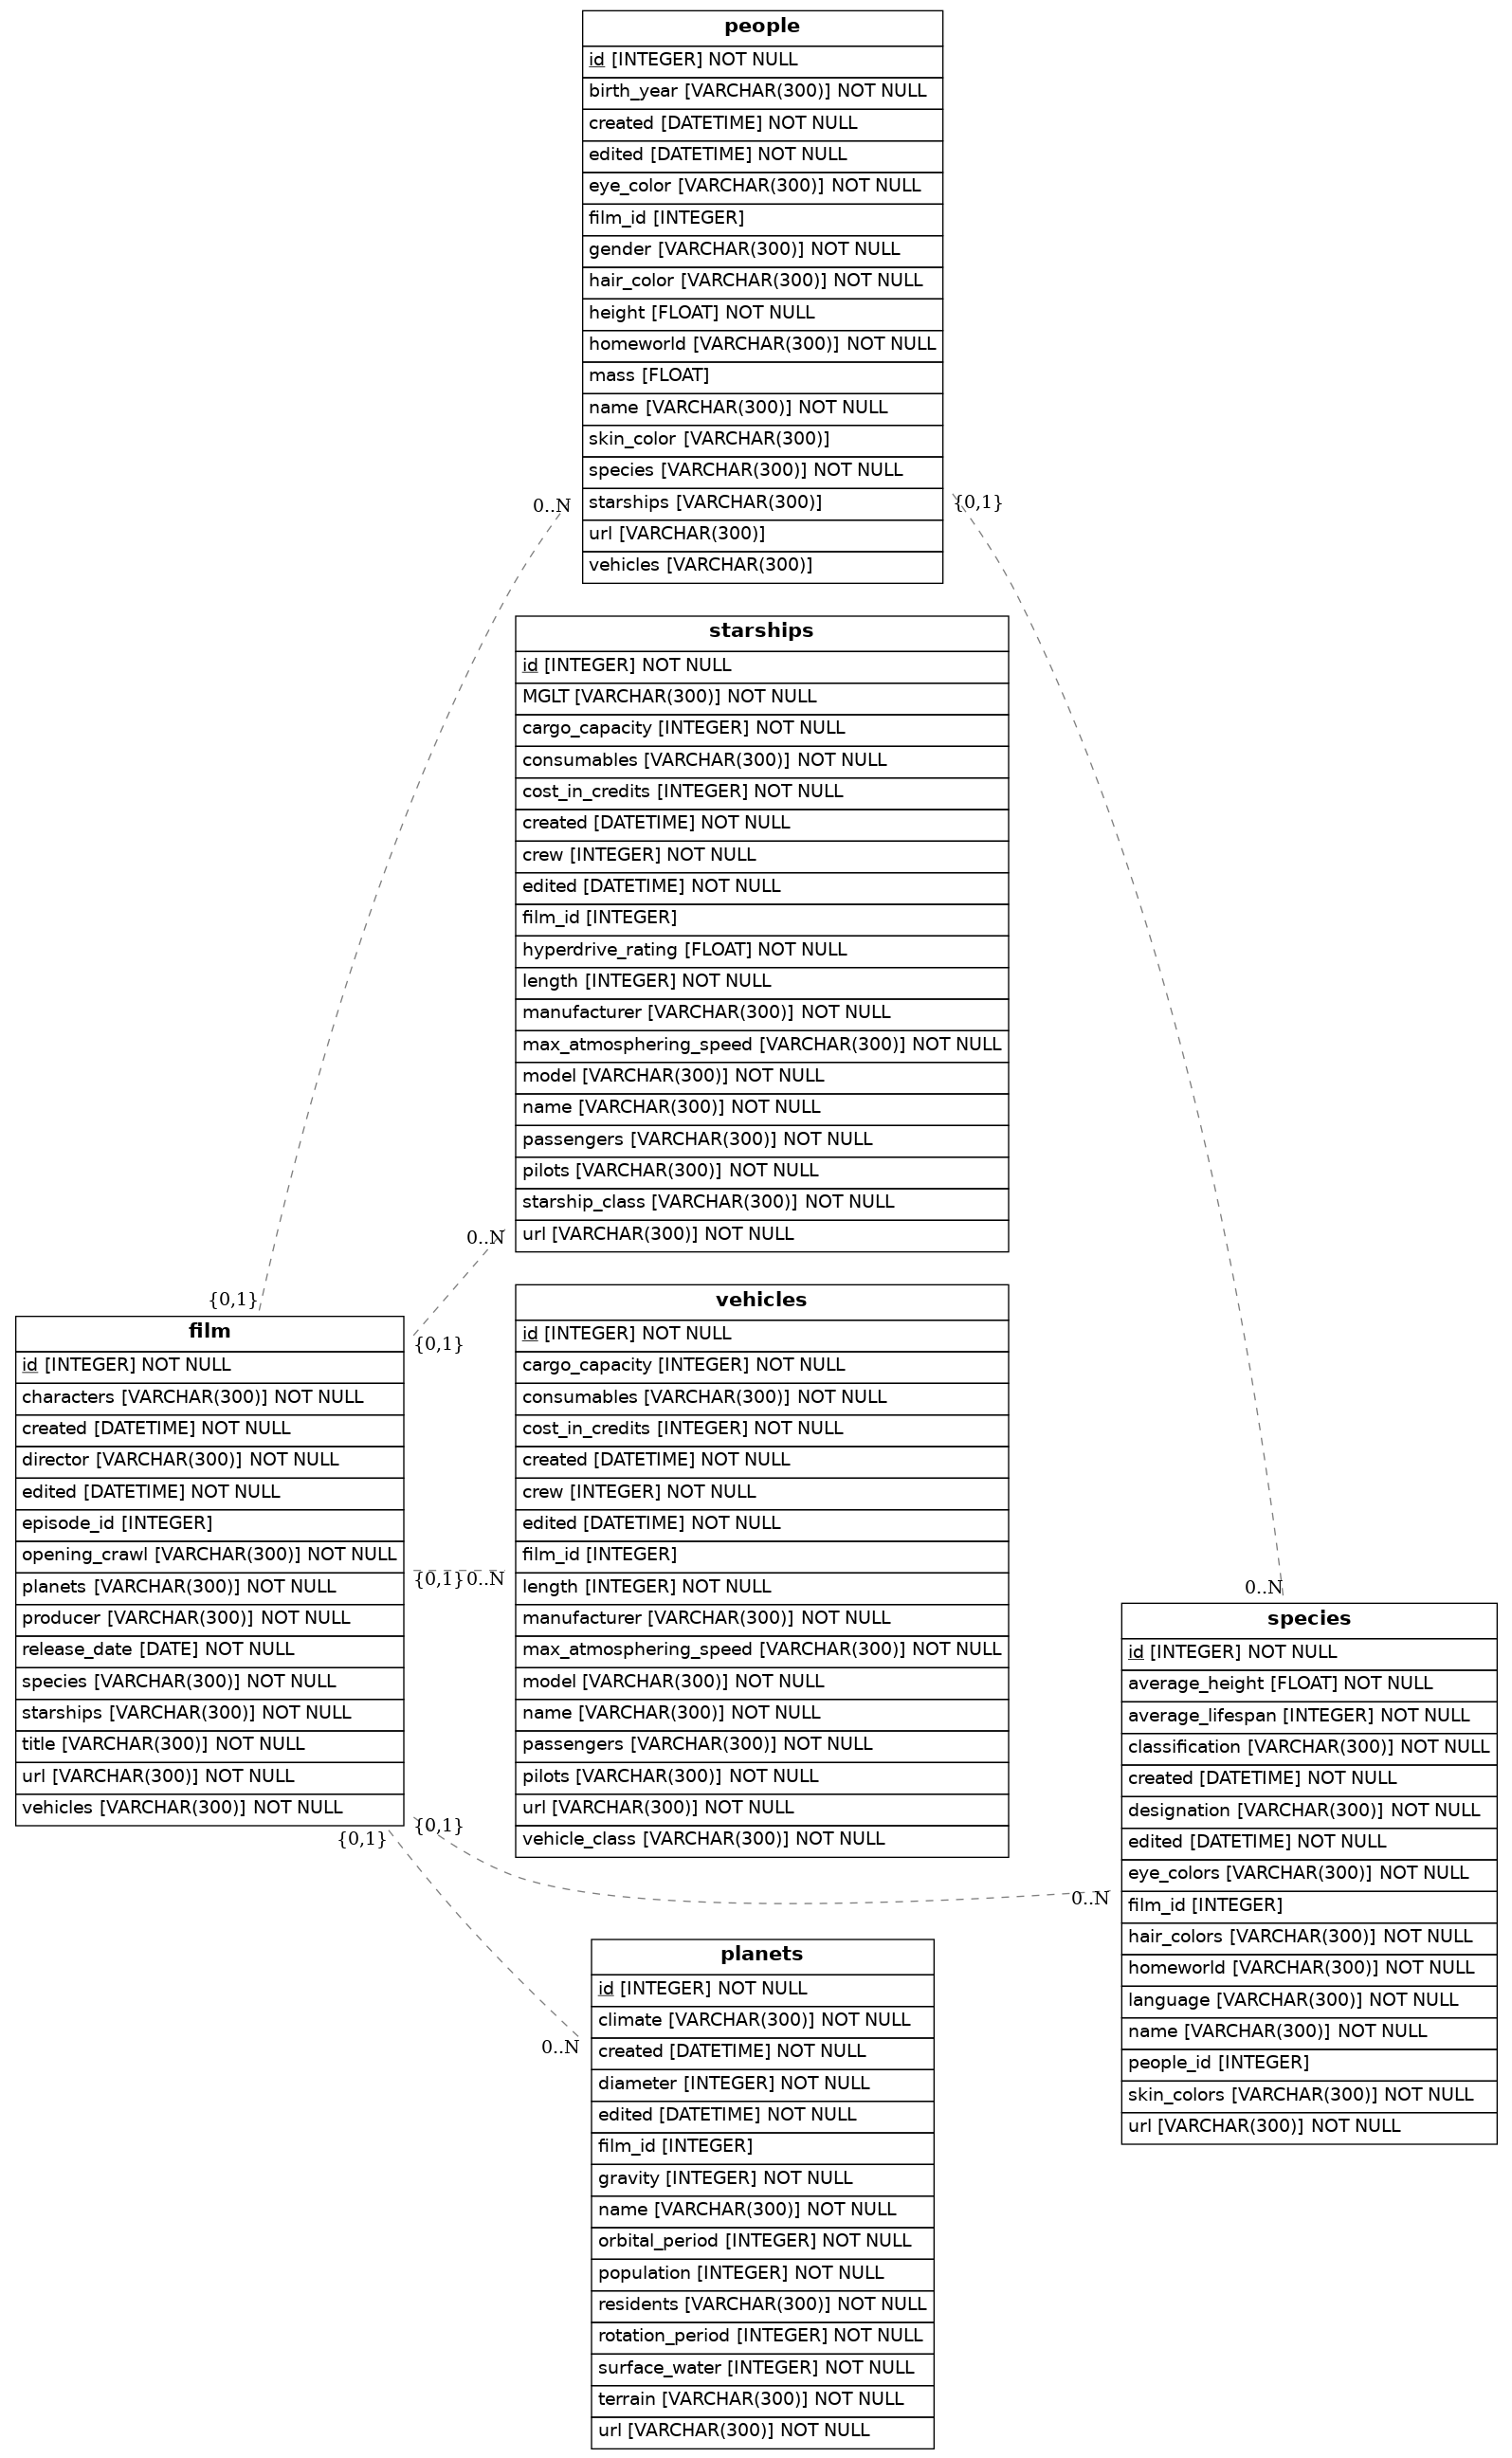 people
id [INTEGER] NOT NULL
birth_year [VARCHAR(300)] NOT NULL
created [DATETIME] NOT NULL
edited [DATETIME] NOT NULL
eye_color [VARCHAR(300)] NOT NULL
film_id [INTEGER]
gender [VARCHAR(300)] NOT NULL
hair_color [VARCHAR(300)] NOT NULL
height [FLOAT] NOT NULL
homeworld [VARCHAR(300)] NOT NULL
mass [FLOAT]
name [VARCHAR(300)] NOT NULL
skin_color [VARCHAR(300)]
species [VARCHAR(300)] NOT NULL
starships [VARCHAR(300)]
url [VARCHAR(300)]
vehicles [VARCHAR(300)]
0..N
{0,1}
starships
id [INTEGER] NOT NULL
MGLT [VARCHAR(300)] NOT NULL
cargo_capacity [INTEGER] NOT NULL
consumables [VARCHAR(300)] NOT NULL
cost_in_credits [INTEGER] NOT NULL
created [DATETIME] NOT NULL
crew [INTEGER] NOT NULL
edited [DATETIME] NOT NULL
film_id [INTEGER]
hyperdrive_rating [FLOAT] NOT NULL
length [INTEGER] NOT NULL
manufacturer [VARCHAR(300)] NOT NULL
max_atmosphering_speed [VARCHAR(300)] NOT NULL
model [VARCHAR(300)] NOT NULL
name [VARCHAR(300)] NOT NULL
passengers [VARCHAR(300)] NOT NULL
pilots [VARCHAR(300)] NOT NULL
starship_class [VARCHAR(300)] NOT NULL
url [VARCHAR(300)] NOT NULL
0..N
{0,1}
{0,1}
film
id [INTEGER] NOT NULL
characters [VARCHAR(300)] NOT NULL
created [DATETIME] NOT NULL
director [VARCHAR(300)] NOT NULL
edited [DATETIME] NOT NULL
episode_id [INTEGER]
opening_crawl [VARCHAR(300)] NOT NULL
planets [VARCHAR(300)] NOT NULL
producer [VARCHAR(300)] NOT NULL
release_date [DATE] NOT NULL
species [VARCHAR(300)] NOT NULL
starships [VARCHAR(300)] NOT NULL
title [VARCHAR(300)] NOT NULL
url [VARCHAR(300)] NOT NULL
vehicles [VARCHAR(300)] NOT NULL
{0,1}
0..N
vehicles
id [INTEGER] NOT NULL
cargo_capacity [INTEGER] NOT NULL
consumables [VARCHAR(300)] NOT NULL
cost_in_credits [INTEGER] NOT NULL
created [DATETIME] NOT NULL
crew [INTEGER] NOT NULL
edited [DATETIME] NOT NULL
film_id [INTEGER]
length [INTEGER] NOT NULL
manufacturer [VARCHAR(300)] NOT NULL
max_atmosphering_speed [VARCHAR(300)] NOT NULL
model [VARCHAR(300)] NOT NULL
name [VARCHAR(300)] NOT NULL
passengers [VARCHAR(300)] NOT NULL
pilots [VARCHAR(300)] NOT NULL
url [VARCHAR(300)] NOT NULL
vehicle_class [VARCHAR(300)] NOT NULL
{0,1}
{0,1}
0..N
0..N
species
id [INTEGER] NOT NULL
average_height [FLOAT] NOT NULL
average_lifespan [INTEGER] NOT NULL
classification [VARCHAR(300)] NOT NULL
created [DATETIME] NOT NULL
designation [VARCHAR(300)] NOT NULL
edited [DATETIME] NOT NULL
eye_colors [VARCHAR(300)] NOT NULL
film_id [INTEGER]
hair_colors [VARCHAR(300)] NOT NULL
homeworld [VARCHAR(300)] NOT NULL
language [VARCHAR(300)] NOT NULL
name [VARCHAR(300)] NOT NULL
people_id [INTEGER]
skin_colors [VARCHAR(300)] NOT NULL
url [VARCHAR(300)] NOT NULL
planets
id [INTEGER] NOT NULL
climate [VARCHAR(300)] NOT NULL
created [DATETIME] NOT NULL
diameter [INTEGER] NOT NULL
edited [DATETIME] NOT NULL
film_id [INTEGER]
gravity [INTEGER] NOT NULL
name [VARCHAR(300)] NOT NULL
orbital_period [INTEGER] NOT NULL
population [INTEGER] NOT NULL
residents [VARCHAR(300)] NOT NULL
rotation_period [INTEGER] NOT NULL
surface_water [INTEGER] NOT NULL
terrain [VARCHAR(300)] NOT NULL
url [VARCHAR(300)] NOT NULL
0..N